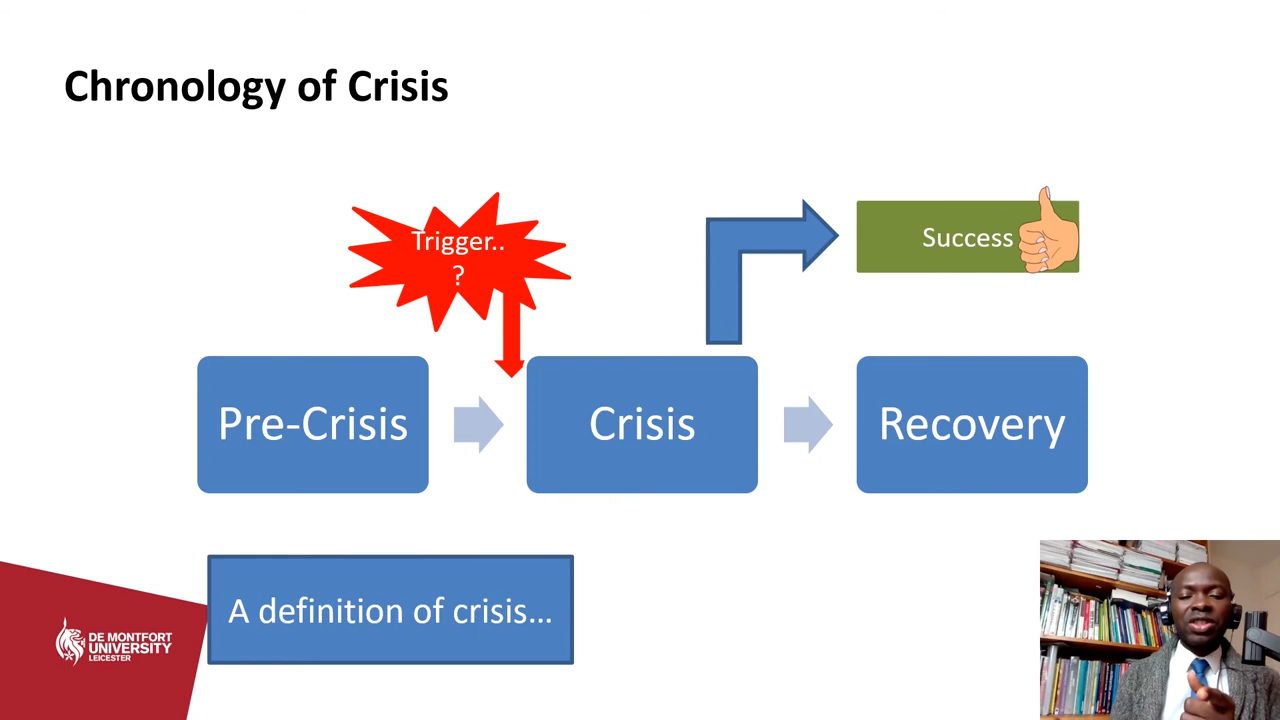 Chronology of Crisis
Trigger..
?
Success
Pre-Crisis
Crisis
Recovery
A definition of crisis…
DE MONTFORT
UNIVERSITY
LEICESTER